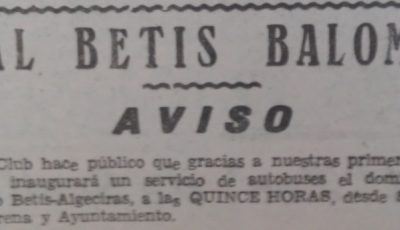 AL BETIS BALOM
AVISO
Club hace público que gracias a nuestras primer
inaugurará un servicio de autobuses el dom
Betis-Algeciras, a las QUINCE HORAS, desde
rena y Ayuntamiento.